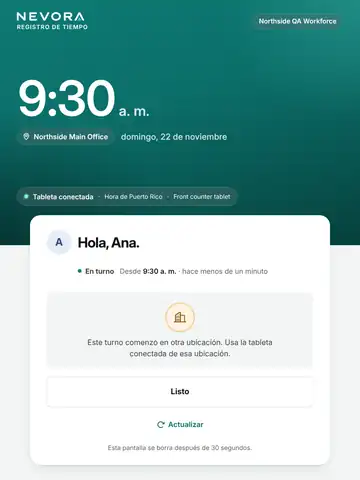 NEVORA
REGISTRO DE TIEMPO
Northside QA Workforce
9:30 a. m.
Northside Main Office domingo, 22 de noviembre
Tableta conectada · Hora de Puerto Rico · Front counter tablet
A Hola, Ana.
En turno Desde 9:30 a. m. · hace menos de un minuto
Este turno comenzo en otra ubicación. Usa la tableta
conectada de esa ubicación.
Listo
Actualizar
Esta pantalla se borra después de 30 segundos.